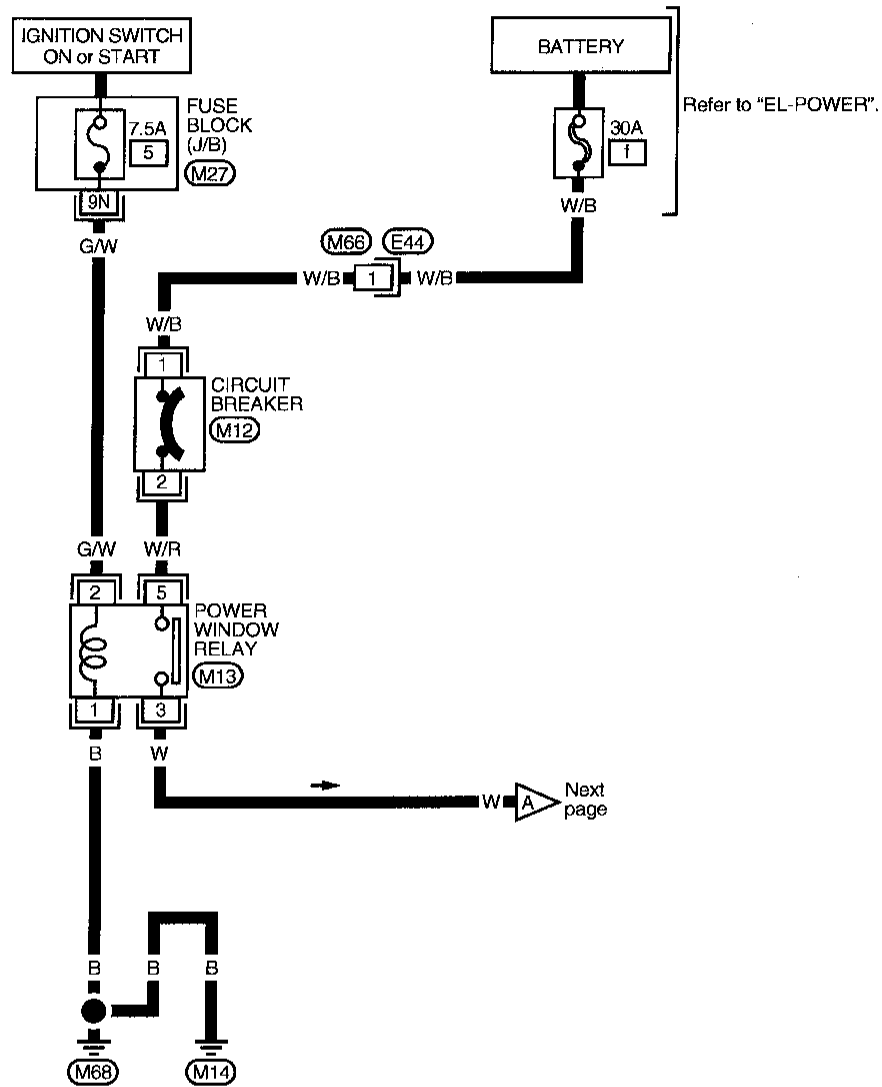 IGNITION SWITCH
ON or START
BATTERY
Refer to "EL-POWER".
FUSE
BLOCK
(J/B)
M27
7.5A
5
30A
f
9N
G/W
W/B
M66
E44
W/B
1
W/B
W/B
1
CIRCUIT
BREAKER
M12
2
G/W
W/R
2
5
POWER
WINDOW
RELAY
M13
1
3
B
W
W
A
Next
page
B
B
B
M68
M14